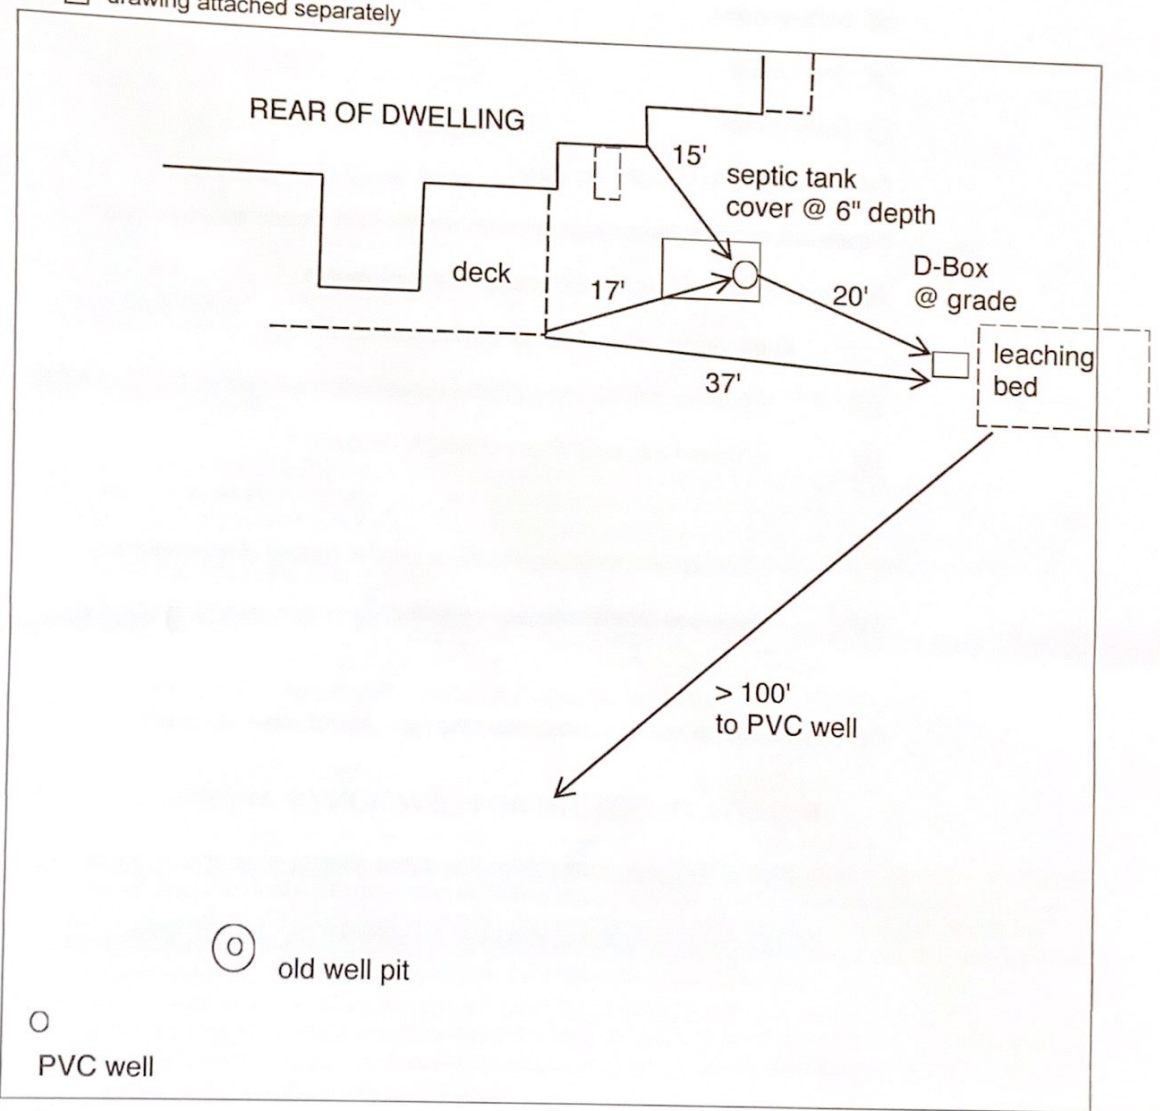 drawing attached separately
REAR OF DWELLING
15'
septic tank
cover @ 6" depth
deck
17'
20'
D-Box
@ grade
leaching
bed
37'
> 100'
to PVC well
old well pit
PVC well